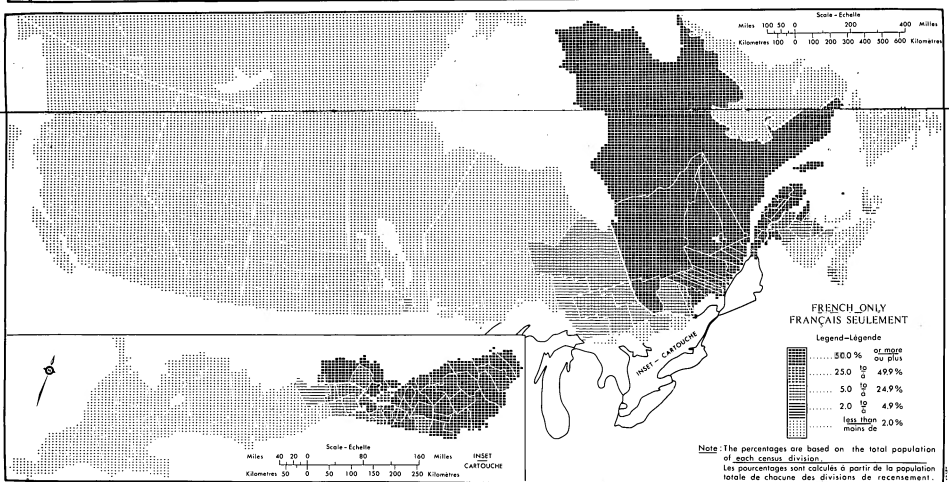 Scale – Echelle
Miles 100 50 0 200 400 Milles
Kilometres 100 0 100 200 300 400 500 600 Kilomètres
INSET – CARTOUCHE
FRENCH ONLY
FRANÇAIS SEULEMENT
Legend–Légende
50.0 % or more ou plus
25.0 to à 49.9 %
5.0 to à 24.9 %
2.0 to à 4.9 %
less than moins de 2.0 %
Note : The percentages are based on the total population
of each census division.
Les pourcentages sont calculés à partir de la population
totale de chacune des divisions de recensement.
Scale – Echelle
Miles 40 20 0 80 160 Milles
Kilometres 50 0 50 100 150 200 250 Kilomètres
INSET
CARTOUCHE